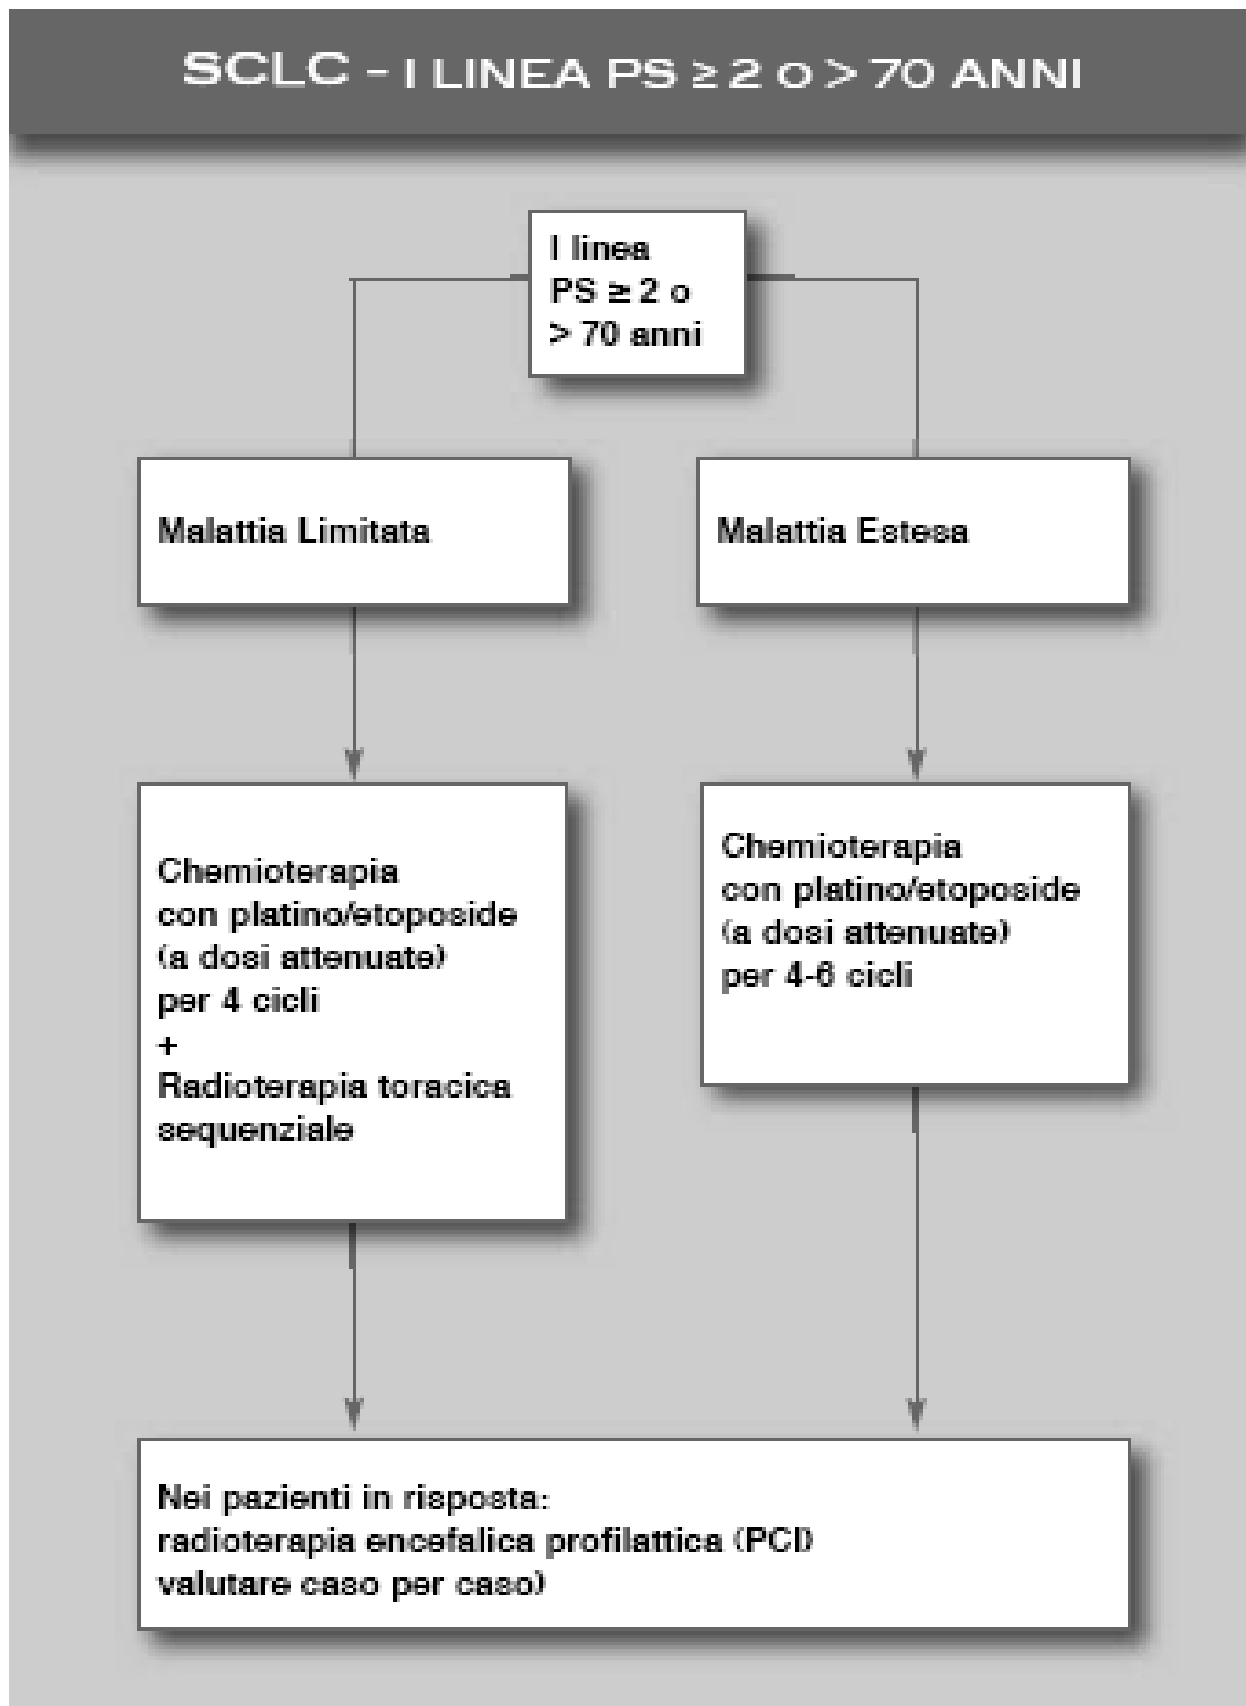 SCLC - I LINEA PS ≥ 2 o > 70 ANNI
I linea
PS ≥ 2 o
> 70 anni
Malattia Limitata
Malattia Estesa
Chemioterapia
con platino/etoposide
(a dosi attenuate)
per 4 cicli
+
Radioterapia toracica
sequenziale
Chemioterapia
con platino/etoposide
(a dosi attenuate)
per 4-6 cicli
Nei pazienti in risposta:
radioterapia encefalica profilattica (PCI)
valutare caso per caso)